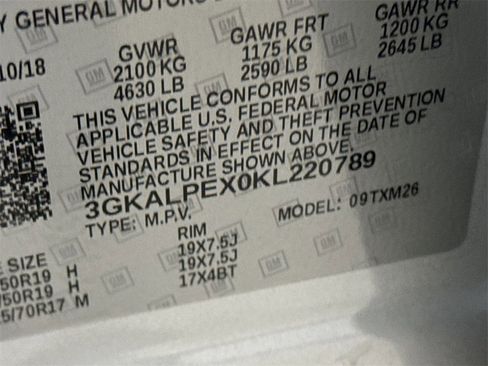 Y GENERAL MOTORS
10/18
GVWR GAWR FRT GAWR RR
2100 KG 1175 KG 1200 KG
4630 LB 2590 LB 2645 LB
THIS VEHICLE CONFORMS TO ALL
APPLICABLE U.S. FEDERAL MOTOR
VEHICLE SAFETY AND THEFT PREVENTION
STANDARDS IN EFFECT ON THE DATE OF
MANUFACTURE SHOWN ABOVE.
3GKALPEX0KL220789
TYPE: M.P.V. MODEL: 09TXM26
E SIZE RIM
50R19 H 19X7.5J
/50R19 H 19X7.5J
5/70R17 M 17X4BT